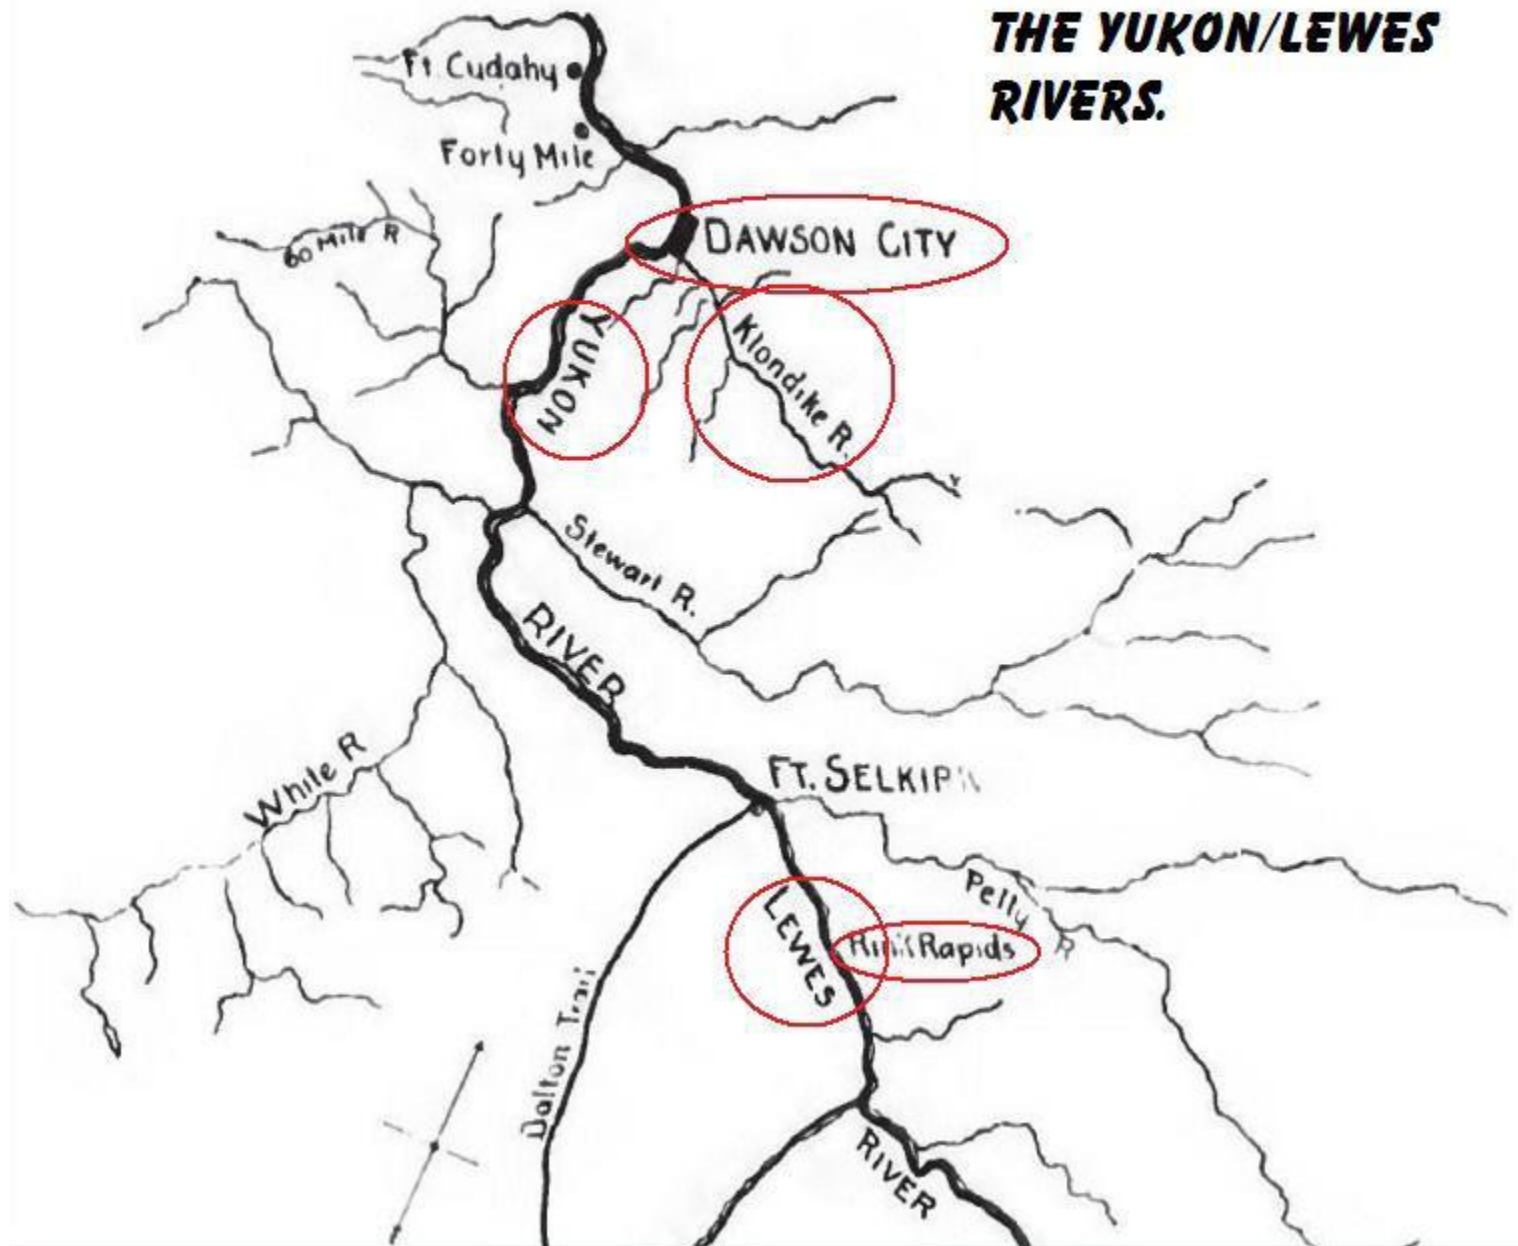 THE YUKON/LEWES
RIVERS.
Ft. Cudahy
Forty Mile
60 Mile R
DAWSON CITY
YUKON
Klondike R.
Stewart R.
RIVER
White R
FT. SELKIRK
Pelly R
LEWES
Rapids
Dalton Trail
RIVER